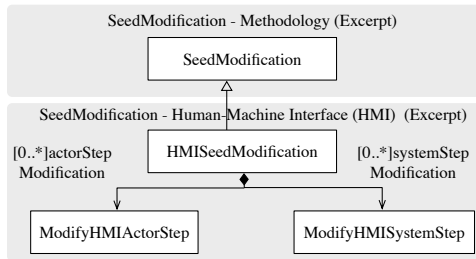 SeedModification - Methodology (Excerpt)
SeedModification
SeedModification - Human-Machine Interface (HMI) (Excerpt)
[0..*]actorStep
Modification
HMISeedModification
[0..*]systemStep
Modification
ModifyHMIActorStep
ModifyHMISystemStep